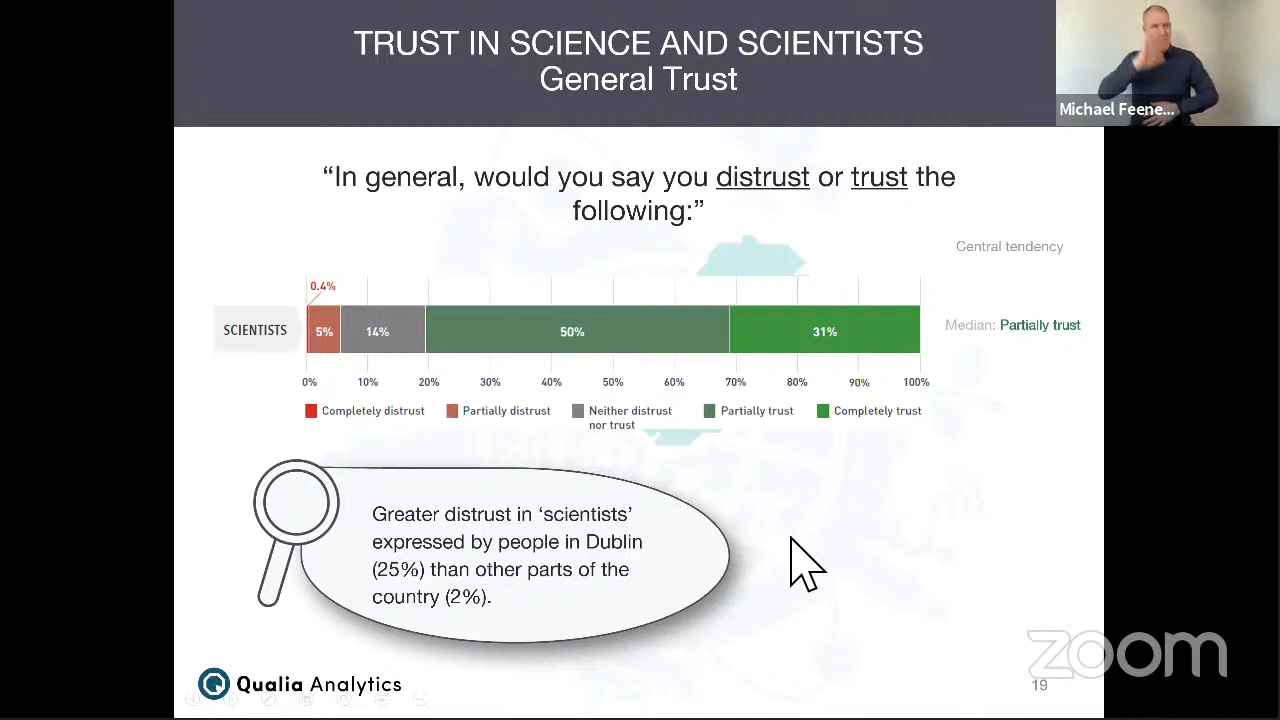 TRUST IN SCIENCE AND SCIENTISTS
General Trust
Michael Feene...
“In general, would you say you distrust or trust the
following:”
Central tendency
0.4%
SCIENTISTS
5% 14% 50% 31%
Median: Partially trust
0% 10% 20% 30% 40% 50% 60% 70% 80% 90% 100%
Completely distrust Partially distrust Neither distrust Partially trust Completely trust
nor trust
Greater distrust in ‘scientists’
expressed by people in Dublin
(25%) than other parts of the
country (2%).
zoom
Qualia Analytics
19